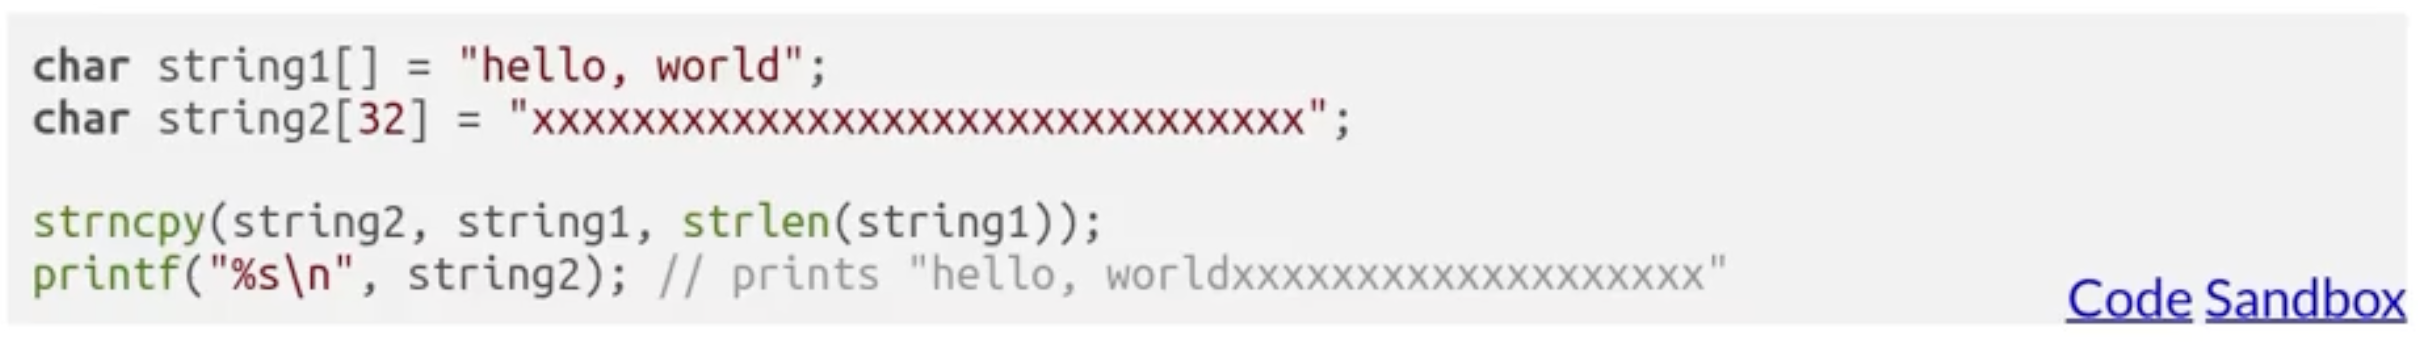 char string1[] = "hello, world";
char string2[32] = "xxxxxxxxxxxxxxxxxxxxxxxxxxxxxxx";
strncpy(string2, string1, strlen(string1));
printf("%s\n", string2); // prints "hello, worldxxxxxxxxxxxxxxxxxxx"
Code Sandbox